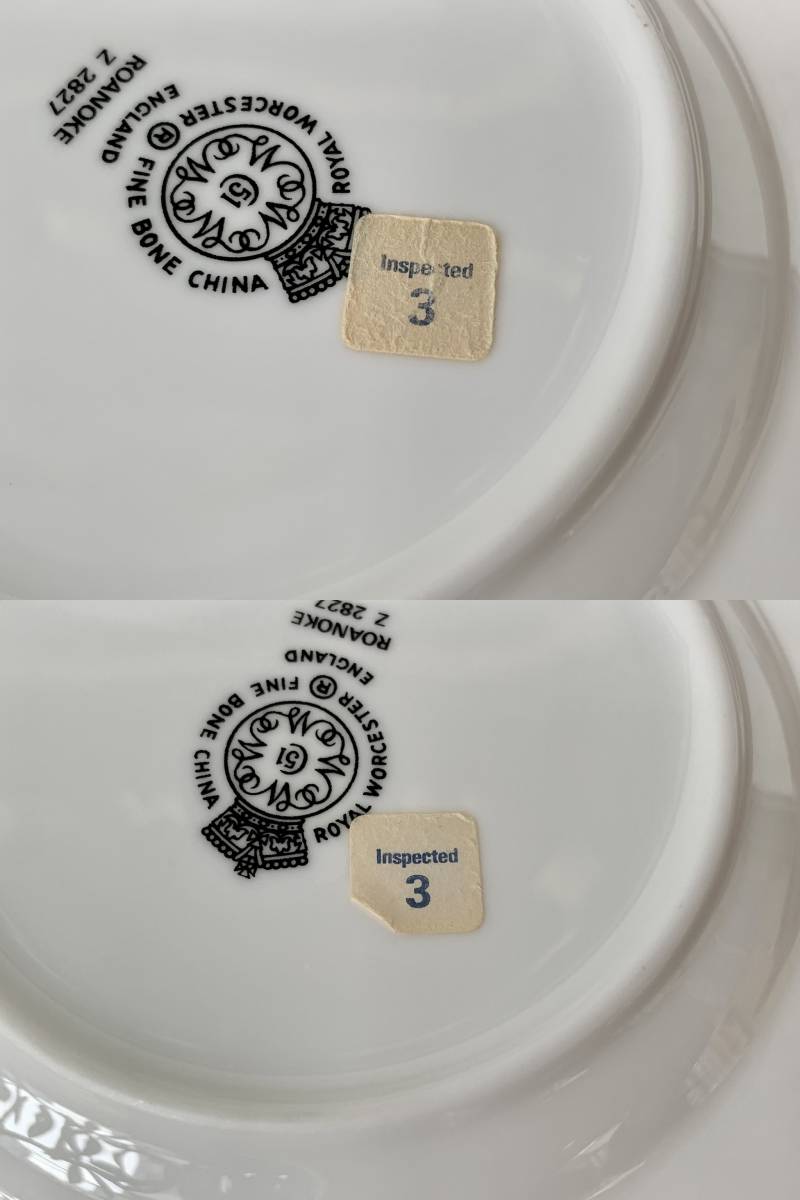 ROYAL WORCESTER ®
FINE BONE CHINA
51
ENGLAND
ROANOKE
Z 2827
Inspected
3
ROYAL WORCESTER ®
FINE BONE CHINA
51
ENGLAND
ROANOKE
Z 2827
Inspected
3